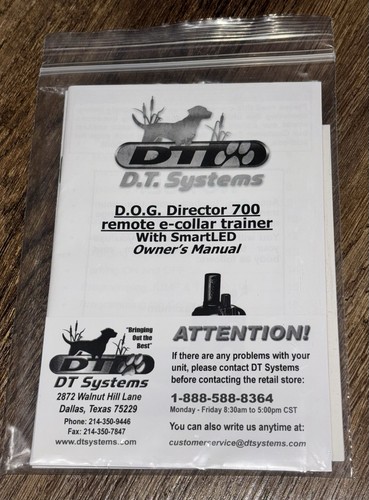 DT
D.T. Systems
D.O.G. Director 700
remote e-collar trainer
With SmartLED
Owner's Manual
"Bringing
Out the
Best"
DT
DT Systems
2872 Walnut Hill Lane
Dallas, Texas 75229
Phone: 214-350-9446
Fax: 214-350-7847
www.dtsystems.com
ATTENTION!
If there are any problems with your
unit, please contact DT Systems
before contacting the retail store:
1-888-588-8364
Monday - Friday 8:30am to 5:00pm CST
You can also write us anytime at:
customerservice@dtsystems.com